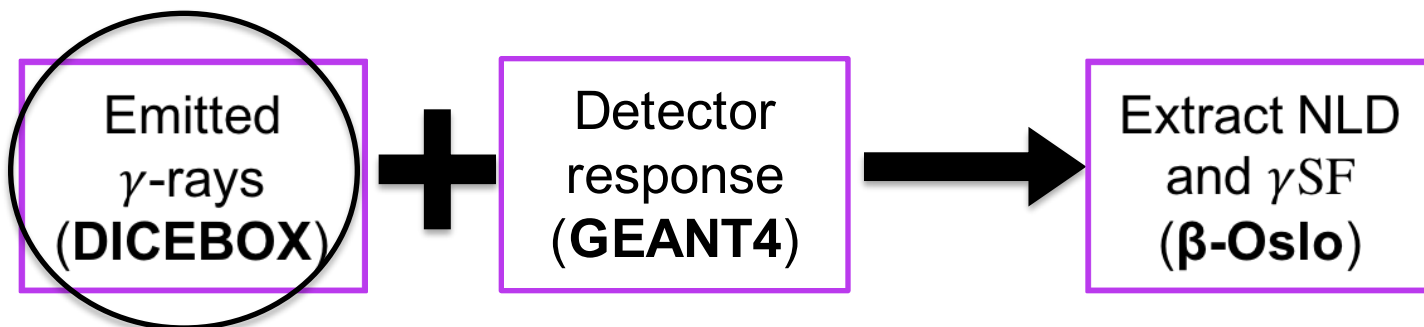 Emitted
γ-rays
(DICEBOX)
Detector
response
(GEANT4)
Extract NLD
and γSF
(β-Oslo)